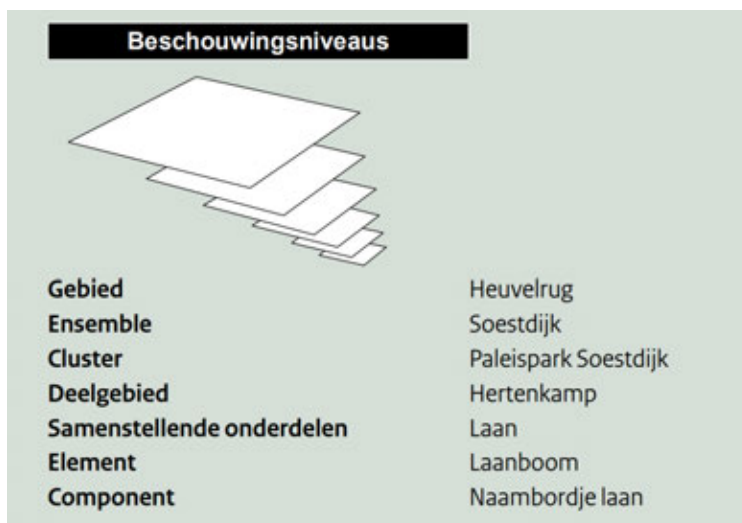 Beschouwingsniveaus
Gebied Heuvelrug
Ensemble Soestdijk
Cluster Paleispark Soestdijk
Deelgebied Hertenkamp
Samenstellende onderdelen Laan
Element Laanboom
Component Naambordje laan